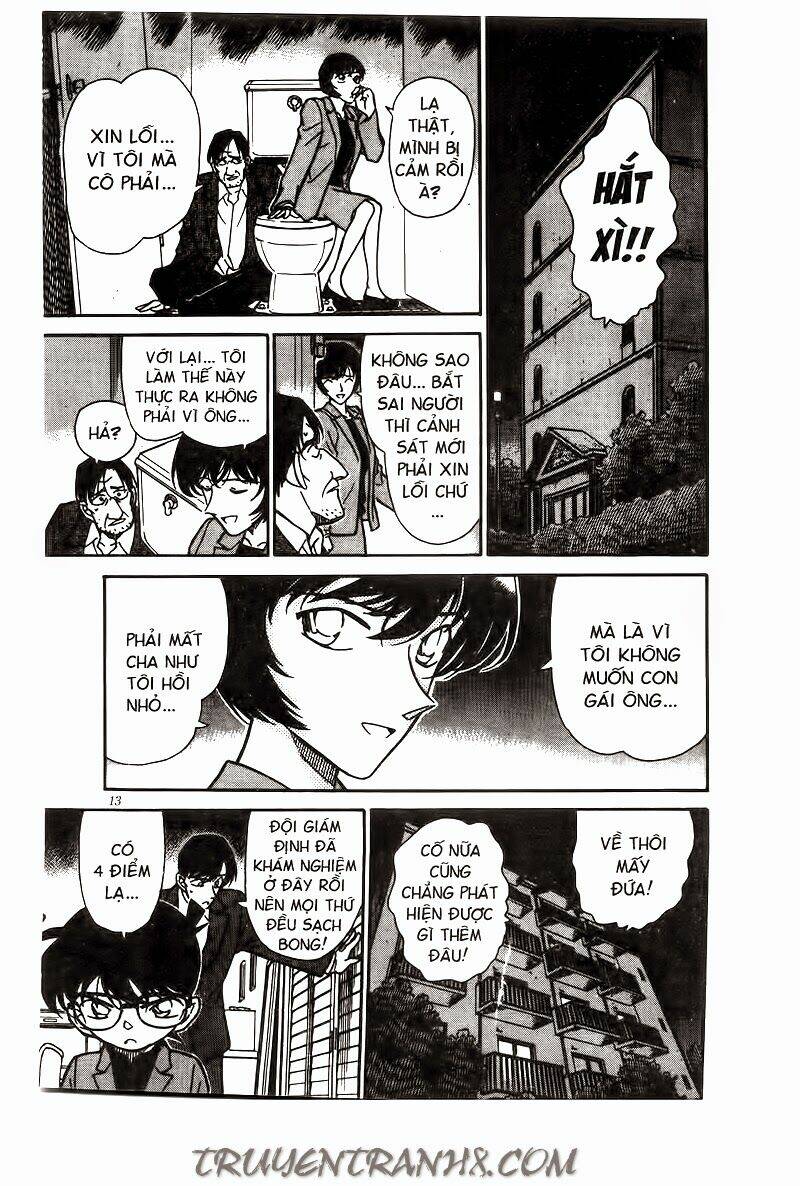 HẮT
XÌ!!
LẠ
THẬT,
MÌNH BỊ
CẢM RỒI
À?
XIN LỖI...
VÌ TÔI MÀ
CÔ PHẢI...
KHÔNG SAO
ĐÂU... BẮT
SAI NGƯỜI
THÌ CẢNH
SÁT MỚI
PHẢI XIN
LỖI CHỨ
...
VỚI LẠI... TÔI
LÀM THẾ NÀY
THỰC RA KHÔNG
PHẢI VÌ ÔNG...
HẢ?
MÀ LÀ VÌ
TÔI KHÔNG
MUỐN CON
GÁI ÔNG...
PHẢI MẤT
CHA NHƯ
TÔI HỒI
NHỎ...
13
VỀ THÔI
MẤY
ĐỨA!
CỐ NỮA
CŨNG
CHẲNG PHÁT
HIỆN ĐƯỢC
GÌ THÊM
ĐÂU!
ĐỘI GIÁM
ĐỊNH ĐÃ
KHÁM NGHIỆM
Ở ĐÂY RỒI
NÊN MỌI THỨ
ĐỀU SẠCH
BONG!
CÓ
4 ĐIỂM
LẠ...
TRUYENTRANH8.COM